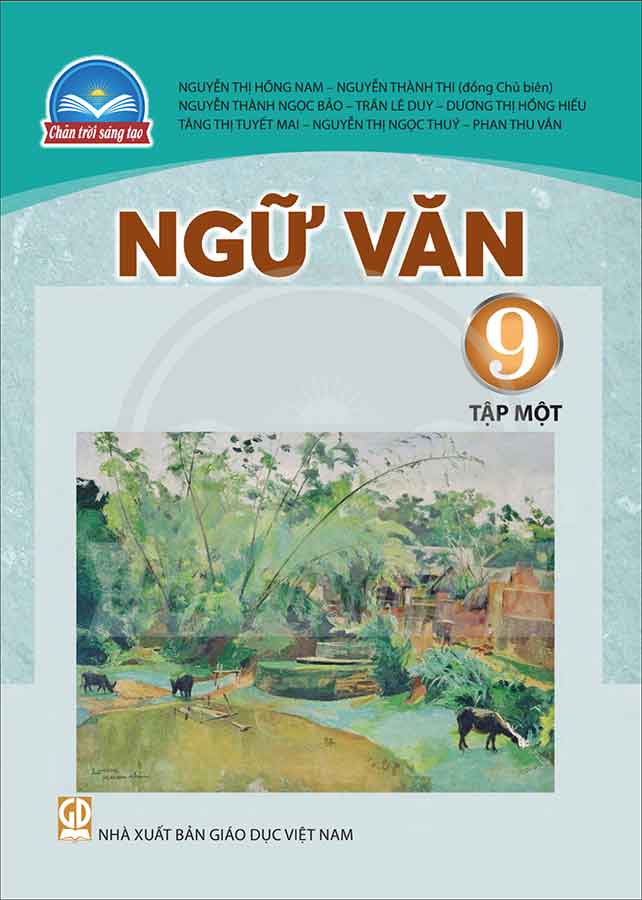 NGUYỄN THỊ HỒNG NAM – NGUYỄN THÀNH THI (đồng Chủ biên)
NGUYỄN THÀNH NGỌC BẢO – TRẦN LÊ DUY – DƯƠNG THỊ HỒNG HIẾU
TĂNG THỊ TUYẾT MAI – NGUYỄN THỊ NGỌC THUÝ – PHAN THU VÂN
Chân trời sáng tạo
NGỮ VĂN
9
TẬP MỘT
GD
NHÀ XUẤT BẢN GIÁO DỤC VIỆT NAM